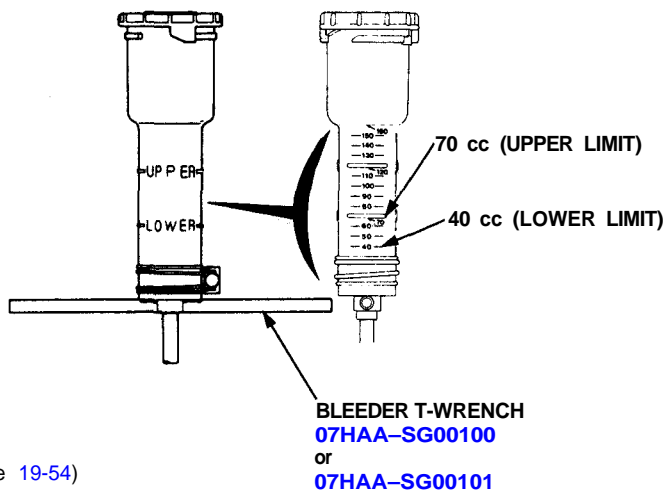 UPPER
LOWER
160
150
140
130
120
110
100
90
80
70
60
50
40
70 cc (UPPER LIMIT)
40 cc (LOWER LIMIT)
BLEEDER T-WRENCH
07HAA–SG00100
or
07HAA–SG00101
e 19-54)